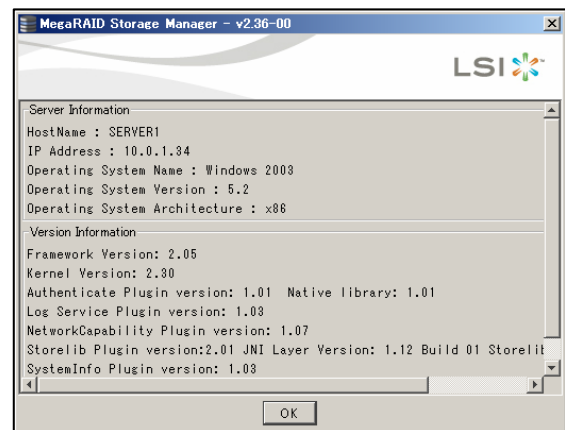 MegaRAID Storage Manager - v2.36-00
LSI
Server Information
HostName : SERVER1
IP Address : 10.0.1.34
Operating System Name : Windows 2003
Operating System Version : 5.2
Operating System Architecture : x86
Version Information
Framework Version: 2.05
Kernel Version: 2.30
Authenticate Plugin version: 1.01  Native library: 1.01
Log Service Plugin version: 1.03
NetworkCapability Plugin version: 1.07
Storelib Plugin version:2.01 JNI Layer Version: 1.12 Build 01 Storelib
SystemInfo Plugin version: 1.03
OK